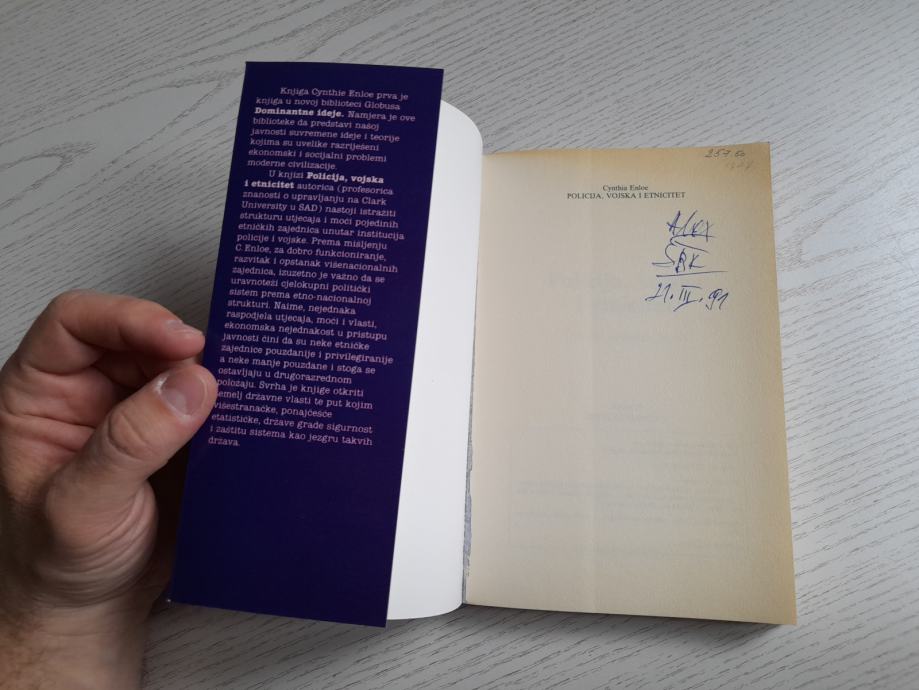 Knjiga Cynthie Enloe prva je
knjiga u novoj biblioteci Globusa
Dominantne ideje. Namjera je ove
biblioteke da predstavi našoj
javnosti suvremene ideje i teorije
kojima su uvelike razriješeni
ekonomski i socijalni problemi
moderne civilizacije.
U knjizi Policija, vojska
i etnicitet autorica (profesorica
znanosti o upravljanju na Clark
University u SAD) nastoji istraziti
strukturu utjecaja i moći pojedinih
etničkih zajednica unutar institucija
policije i vojske. Prema misljenju
C. Enloe, za dobro funkcioniranje,
razvitak i opstanak višenacionalnih
zajednica, izuzetno je važno da se
uravnotezi cjelokupni politički
sistem prema etno-nacionalnoj
strukturi. Naime, nejednaka
raspodjela utjecaja, moći i vlasti,
ekonomska nejednakost u pristupu
javnosti čini da su neke etničke
zajednice pouzdanije i privilegiranije
a neke manje pouzdane i stoga se
ostavljaju u drugorazrednom
položaju. Svrha je knjige otkriti
temelj državne vlasti te put kojim
višestranačke, ponajčešće
etatističke, države grade sigurnost
i zaštitu sistema kao jezgru takvih
država.
Cynthia Enloe
POLICIJA, VOJSKA I ETNICITET
21. III. 91